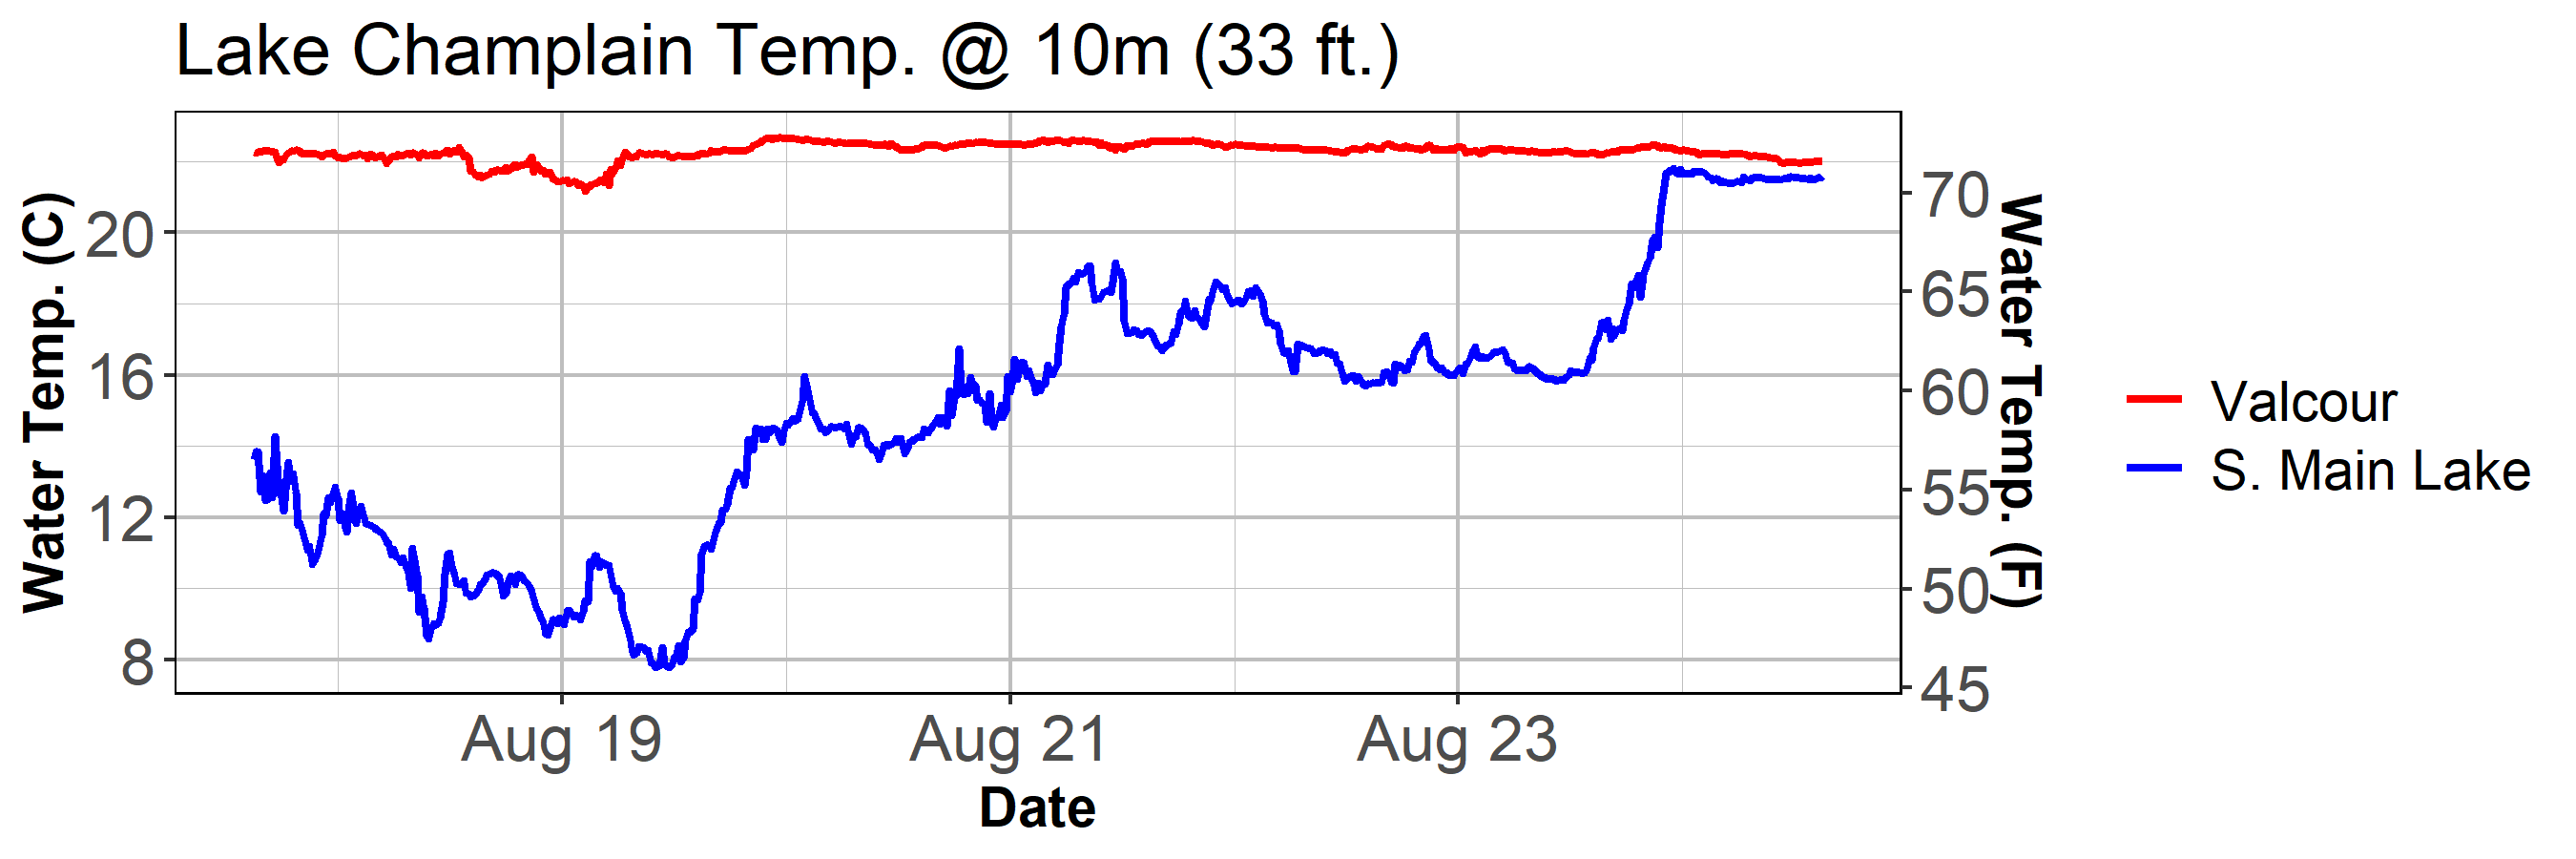 Lake Champlain Temp. @ 10m (33 ft.)
Water Temp. (C)
20
16
12
8
70
65
60
55
50
45
Water Temp. (F)
Aug 19
Aug 21
Aug 23
Date
Valcour
S. Main Lake